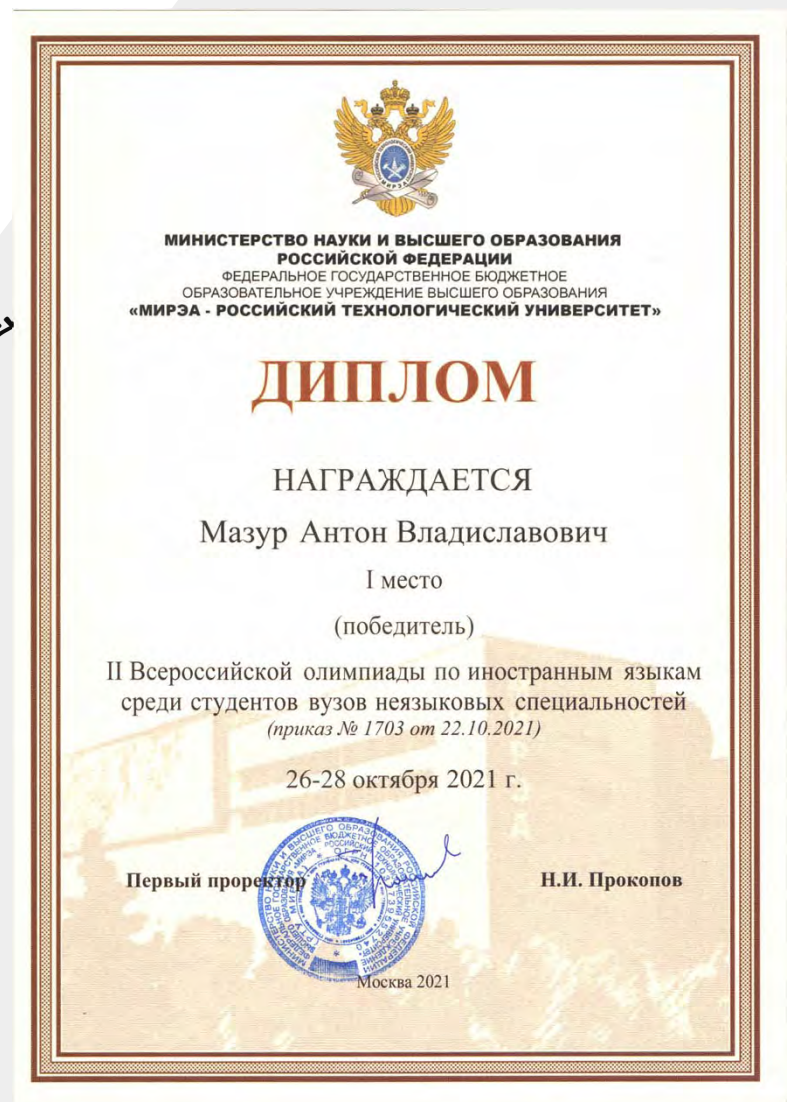 МИНИСТЕРСТВО НАУКИ И ВЫСШЕГО ОБРАЗОВАНИЯ
РОССИЙСКОЙ ФЕДЕРАЦИИ
ФЕДЕРАЛЬНОЕ ГОСУДАРСТВЕННОЕ БЮДЖЕТНОЕ
ОБРАЗОВАТЕЛЬНОЕ УЧРЕЖДЕНИЕ ВЫСШЕГО ОБРАЗОВАНИЯ
«МИРЭА - РОССИЙСКИЙ ТЕХНОЛОГИЧЕСКИЙ УНИВЕРСИТЕТ»
ДИПЛОМ
НАГРАЖДАЕТСЯ
Мазур Антон Владиславович
I место
(победитель)
II Всероссийской олимпиады по иностранным языкам
среди студентов вузов неязыковых специальностей
(приказ № 1703 от 22.10.2021)
26-28 октября 2021 г.
Первый проректор
Н.И. Прокопов
Москва 2021